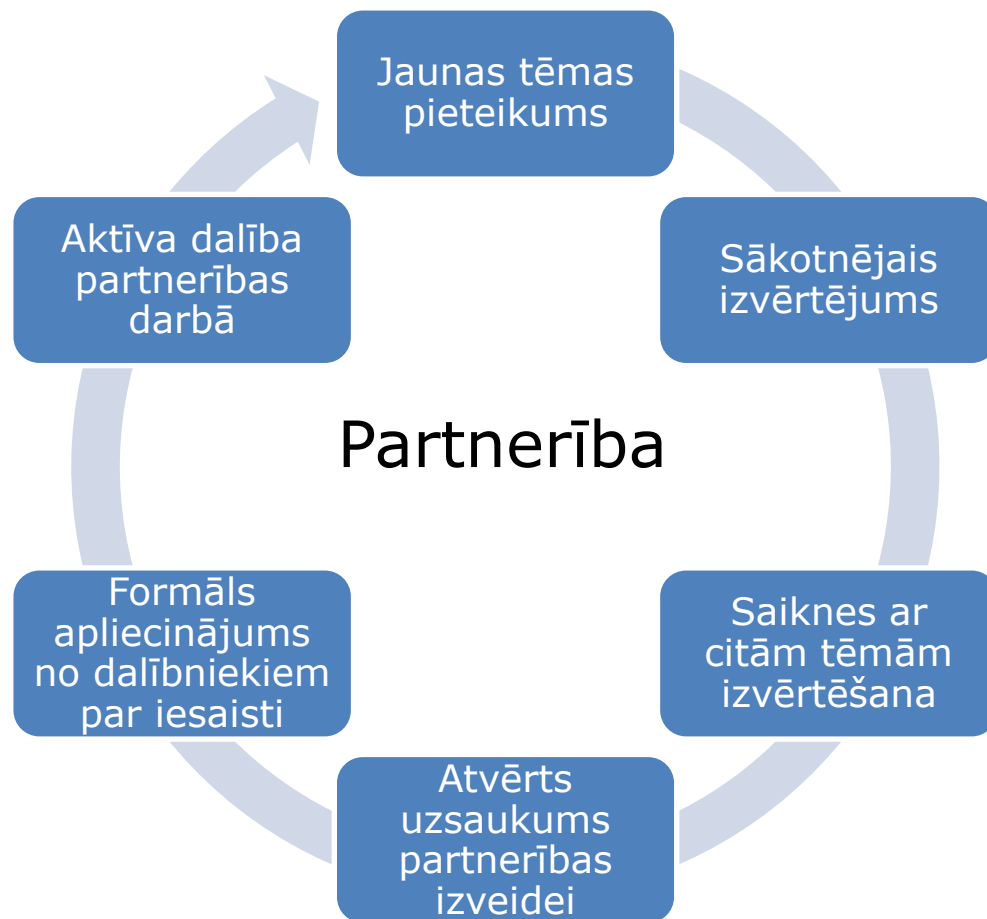 Jaunas tēmas
pieteikums
Sākotnējais
izvērtējums
Saiknes ar
citām tēmām
izvērtēšana
Atvērts
uzsaukums
partnerības
izveidei
Formāls
apliecinājums
no dalībniekiem
par iesaisti
Aktīva dalība
partnerības
darbā
Partnerība